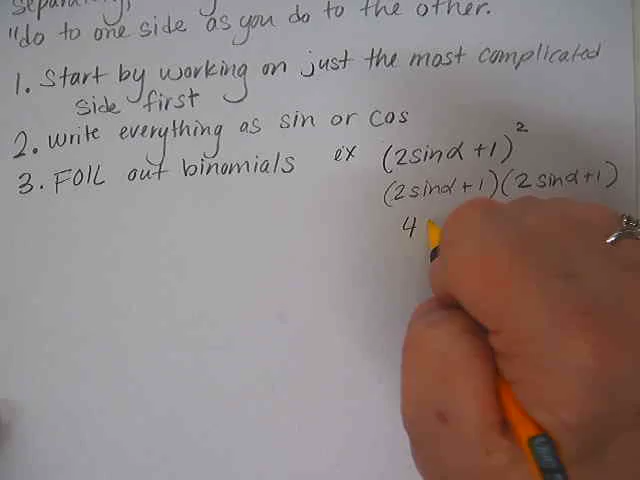 separately,
"do to one side as you do to the other.
1. Start by working on just the most complicated
side first
2. write everything as sin or cos
3. FOIL out binomials ex (2sinα+1)²
(2sinα+1)(2sinα+1)
4